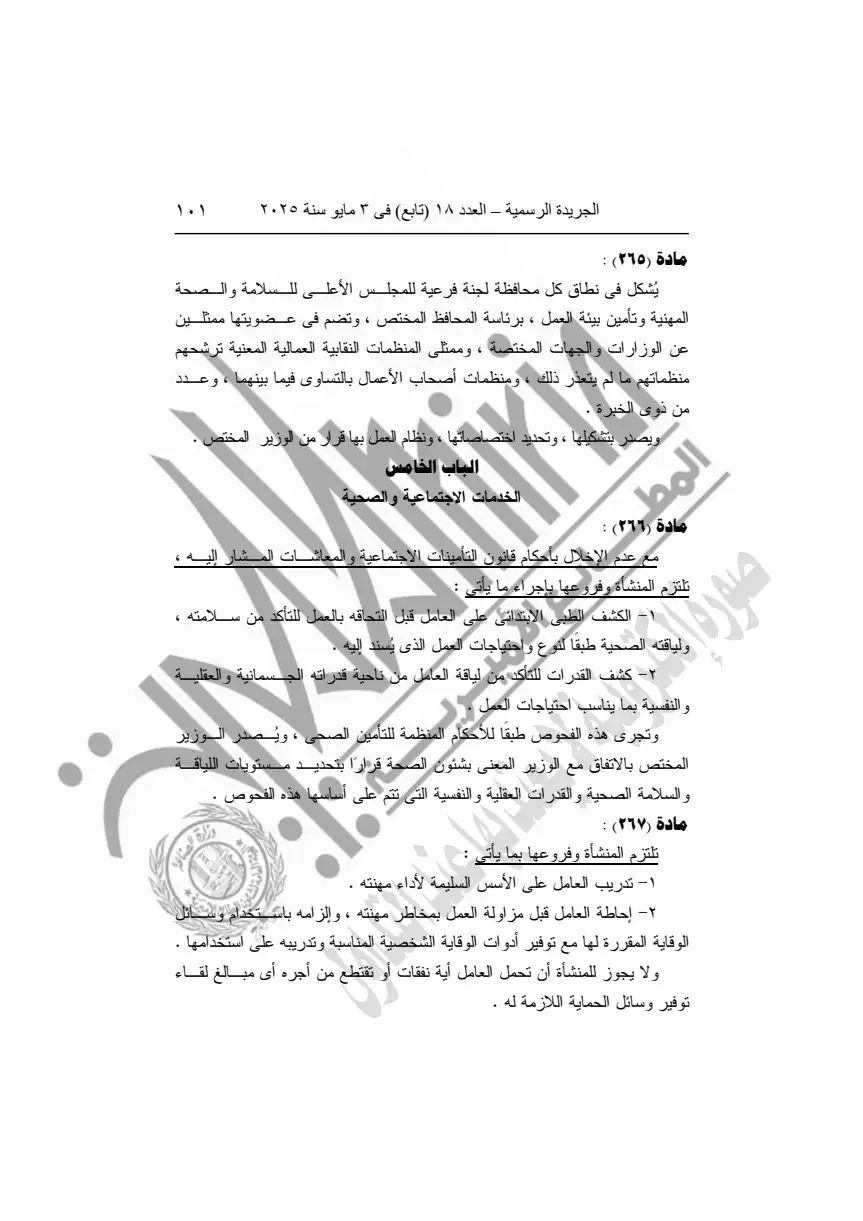 الجريدة الرسمية – العدد ١٨ (تابع) فى ٣ مايو سنة ٢٠٢٥ ١٠١
مادة (٢٦٥) :
يُشكل فى نطاق كل محافظة لجنة فرعية للمجلس الأعلى للسلامة والصحة
المهنية وتأمين بيئة العمل ، برئاسة المحافظ المختص ، وتضم فى عضويتها ممثلين
عن الوزارات والجهات المختصة ، وممثلى المنظمات النقابية العمالية المعنية ترشحهم
منظماتهم ما لم يتعذر ذلك ، ومنظمات أصحاب الأعمال بالتساوى فيما بينهما ، وعدد
من ذوى الخبرة .
ويصدر بتشكيلها ، وتحديد اختصاصاتها ، ونظام العمل بها قرار من الوزير المختص .
الباب الخامس
الخدمات الاجتماعية والصحية
مادة (٢٦٦) :
مع عدم الإخلال بأحكام قانون التأمينات الاجتماعية والمعاشات المشار إليه ،
تلتزم المنشأة وفروعها بإجراء ما يأتى :
١- الكشف الطبى الابتدائى على العامل قبل التحاقه بالعمل للتأكد من سلامته ،
ولياقته الصحية طبقًا لنوع واحتياجات العمل الذى يُسند إليه .
٢- كشف القدرات للتأكد من لياقة العامل من ناحية قدراته الجسمانية والعقلية
والنفسية بما يناسب احتياجات العمل .
وتجرى هذه الفحوص طبقًا للأحكام المنظمة للتأمين الصحى ، ويُصدر الوزير
المختص بالاتفاق مع الوزير المعنى بشئون الصحة قرارًا بتحديد مستويات اللياقة
والسلامة الصحية والقدرات العقلية والنفسية التى تتم على أساسها هذه الفحوص .
مادة (٢٦٧) :
تلتزم المنشأة وفروعها بما يأتى :
١- تدريب العامل على الأسس السليمة لأداء مهنته .
٢- إحاطة العامل قبل مزاولة العمل بمخاطر مهنته ، وإلزامه باستخدام وسائل
الوقاية المقررة لها مع توفير أدوات الوقاية الشخصية المناسبة وتدريبه على استخدامها .
ولا يجوز للمنشأة أن تحمل العامل أية نفقات أو تقتطع من أجره أى مبالغ لقاء
توفير وسائل الحماية اللازمة له .